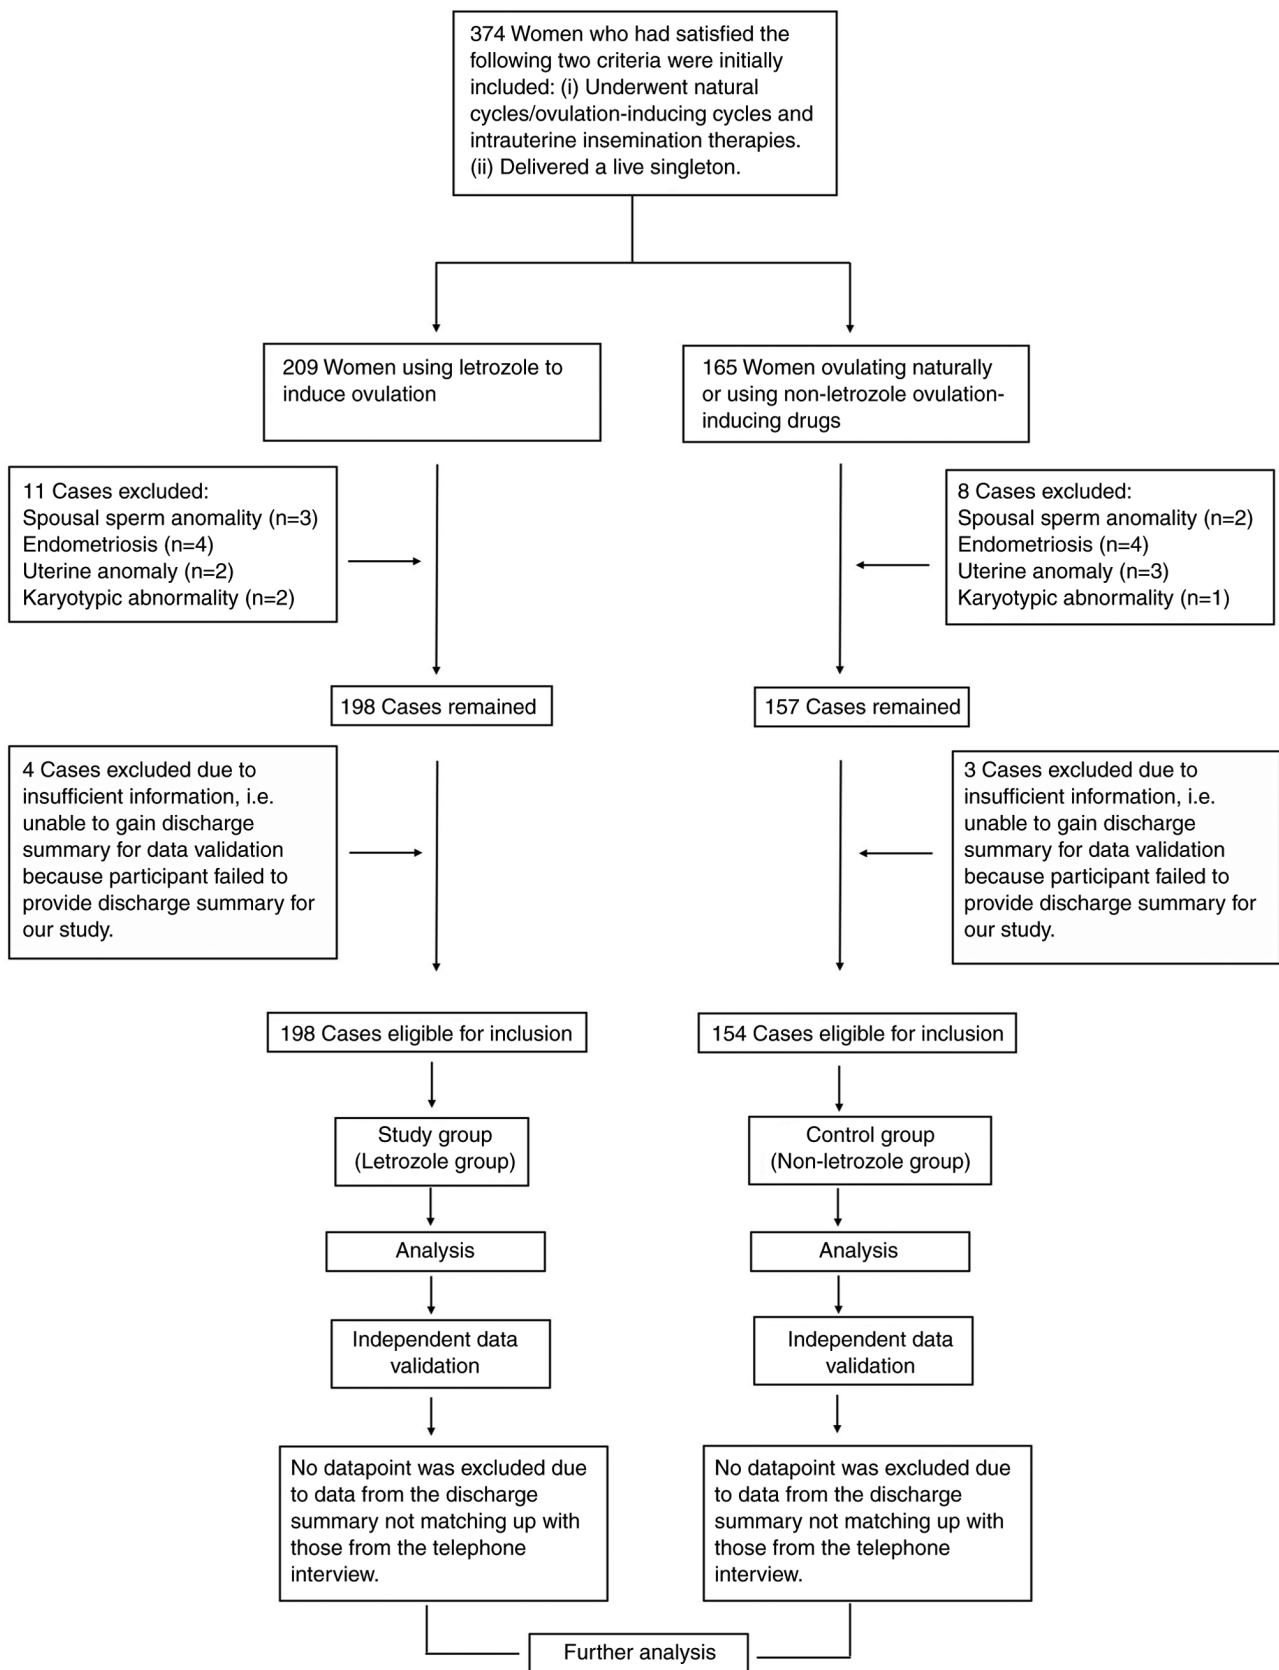 374 Women who had satisfied the
following two criteria were initially
included: (i) Underwent natural
cycles/ovulation-inducing cycles and
intrauterine insemination therapies.
(ii) Delivered a live singleton.
209 Women using letrozole to
induce ovulation
165 Women ovulating naturally
or using non-letrozole ovulation-
inducing drugs
11 Cases excluded:
Spousal sperm anomality (n=3)
Endometriosis (n=4)
Uterine anomaly (n=2)
Karyotypic abnormality (n=2)
8 Cases excluded:
Spousal sperm anomality (n=2)
Endometriosis (n=4)
Uterine anomaly (n=3)
Karyotypic abnormality (n=1)
198 Cases remained
157 Cases remained
4 Cases excluded due to
insufficient information, i.e.
unable to gain discharge
summary for data validation
because participant failed to
provide discharge summary for
our study.
3 Cases excluded due to
insufficient information, i.e.
unable to gain discharge
summary for data validation
because participant failed to
provide discharge summary for
our study.
198 Cases eligible for inclusion
154 Cases eligible for inclusion
Study group
(Letrozole group)
Control group
(Non-letrozole group)
Analysis
Analysis
Independent data
validation
Independent data
validation
No datapoint was excluded due
to data from the discharge
summary not matching up with
those from the telephone
interview.
No datapoint was excluded due
to data from the discharge
summary not matching up with
those from the telephone
interview.
Further analysis